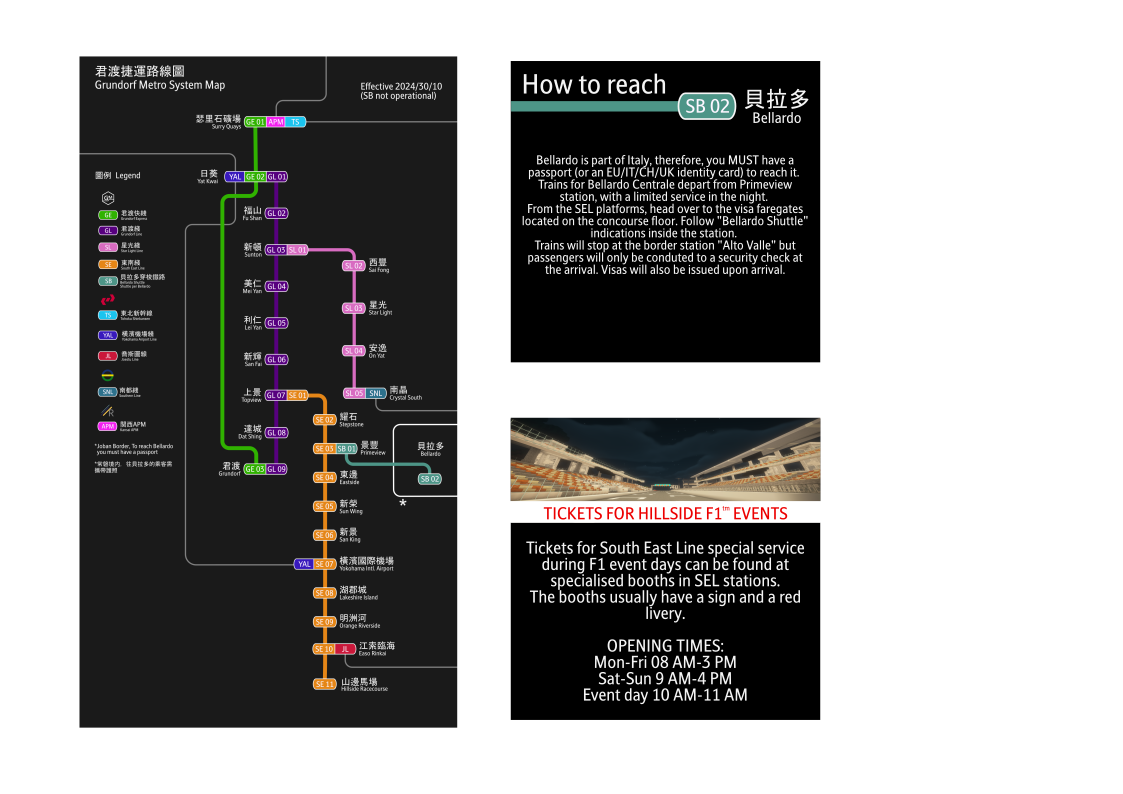 君渡捷運路線圖
Grundorf Metro System Map
Effective 2024/30/10
(SB not operational)
瑟里石礦場
Surry Quays
GE 01 APM TS
圖例 Legend
日葵
Yat Kwai
YAL GE 02 GL 01
GE 君渡快線
Grundorf Express
GL 君渡線
Grundorf Line
SL 星光綫
Star Light Line
SE 東南綫
South East Line
SB 貝拉多穿梭鐵路
Bellardo Shuttle
Shuttle per Bellardo
TS 東北新幹線
Tohoku Shinkansen
YAL 橫濱機場綫
Yokohama Airport Line
JL 喬術圍線
Joestu Line
SNL 南都綫
Southern Line
APM 関西APM
Kansai APM
*Joban Border, To reach Bellardo
you must have a passport
福山
Fu Shan
GL 02
新頓
Sunton
GL 03 SL 01
西豐
Sai Fong
SL 02
美仁
Mei Yan
GL 04
星光
Star Light
SL 03
利仁
Lei Yan
GL 05
安逸
On Yat
SL 04
新輝
San Fai
GL 06
上景
Topview
GL 07 SE 01
SL 05 SNL
南晶
Crystal South
SE 02
耀石
Stepstone
達城
Dat Shing
GL 08
SE 03 SB 01
景豐
Primeview
貝拉多
Bellardo
SB 02
*
君渡
Grundorf
GE 03 GL 09
SE 04
東邊
Eastside
SE 05
新榮
Sun Wing
SE 06
新景
San King
YAL SE 07
橫濱國際機場
Yokohama Intl. Airport
SE 08
湖郡城
Lakeshire Island
SE 09
明洲河
Orange Riverside
SE 10 JL
江索臨海
Easo Rinkai
SE 11
山邊馬場
Hillside Racecourse
How to reach
SB 02
貝拉多
Bellardo
Bellardo is part of Italy, therefore, you MUST have a
passport (or an EU/IT/CH/UK identity card) to reach it.
Trains for Bellardo Centrale depart from Primeview
station, with a limited service in the night.
From the SEL platforms, head over to the visa faregates
located on the concourse floor. Follow "Bellardo Shuttle"
indications inside the station.
Trains will stop at the border station "Alto Valle" but
passengers will only be conduted to a security check at
the arrival. Visas will also be issued upon arrival.
TICKETS FOR HILLSIDE F1tm EVENTS
Tickets for South East Line special service
during F1 event days can be found at
specialised booths in SEL stations.
The booths usually have a sign and a red
livery.
OPENING TIMES:
Mon-Fri 08 AM-3 PM
Sat-Sun 9 AM-4 PM
Event day 10 AM-11 AM